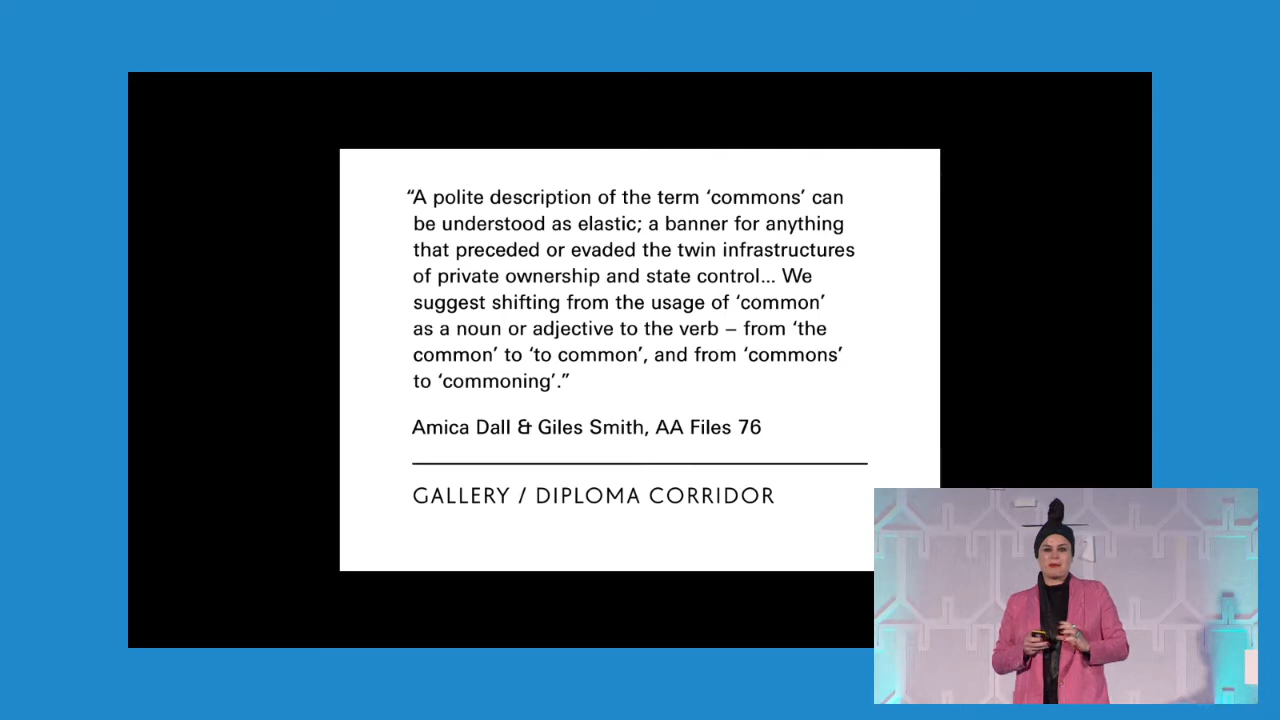 “A polite description of the term ‘commons’ can
be understood as elastic; a banner for anything
that preceded or evaded the twin infrastructures
of private ownership and state control... We
suggest shifting from the usage of ‘common’
as a noun or adjective to the verb – from ‘the
common’ to ‘to common’, and from ‘commons’
to ‘commoning’.”
Amica Dall & Giles Smith, AA Files 76
GALLERY / DIPLOMA CORRIDOR